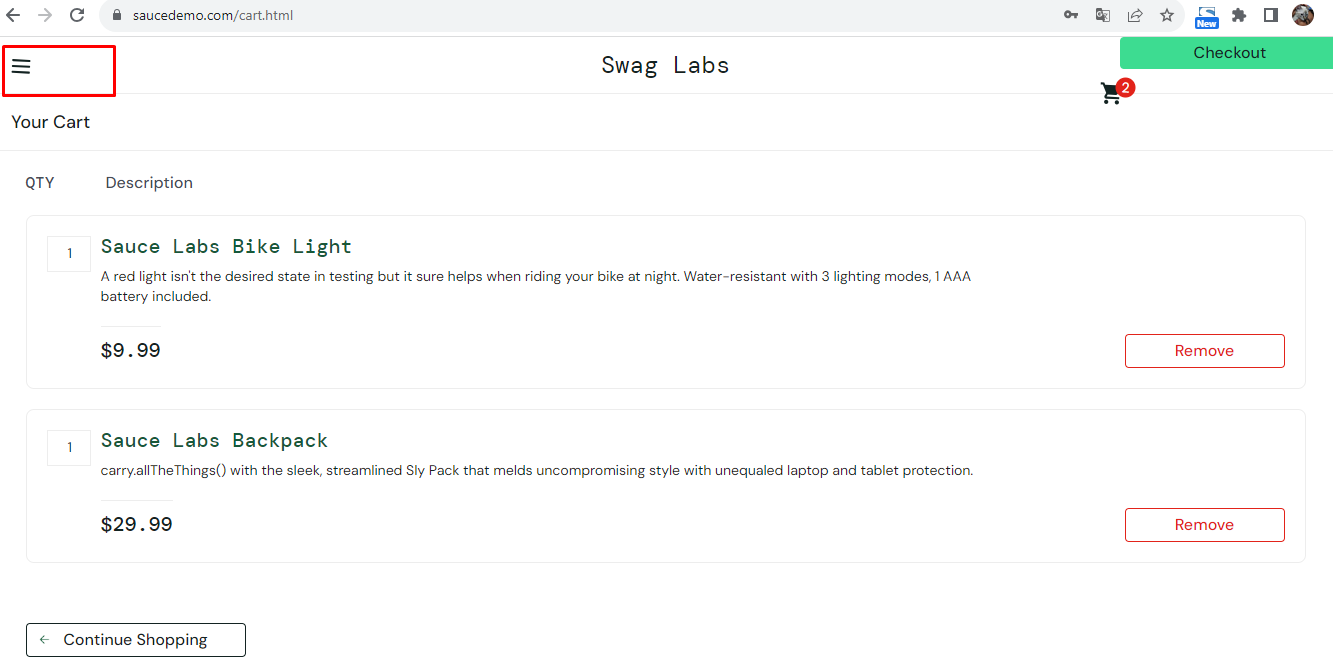 saucedemo.com/cart.html
New
Checkout
Swag Labs
2
Your Cart
QTY Description
1 Sauce Labs Bike Light
A red light isn't the desired state in testing but it sure helps when riding your bike at night. Water-resistant with 3 lighting modes, 1 AAA
battery included.
$9.99 Remove
1 Sauce Labs Backpack
carry.allTheThings() with the sleek, streamlined Sly Pack that melds uncompromising style with unequaled laptop and tablet protection.
$29.99 Remove
Continue Shopping